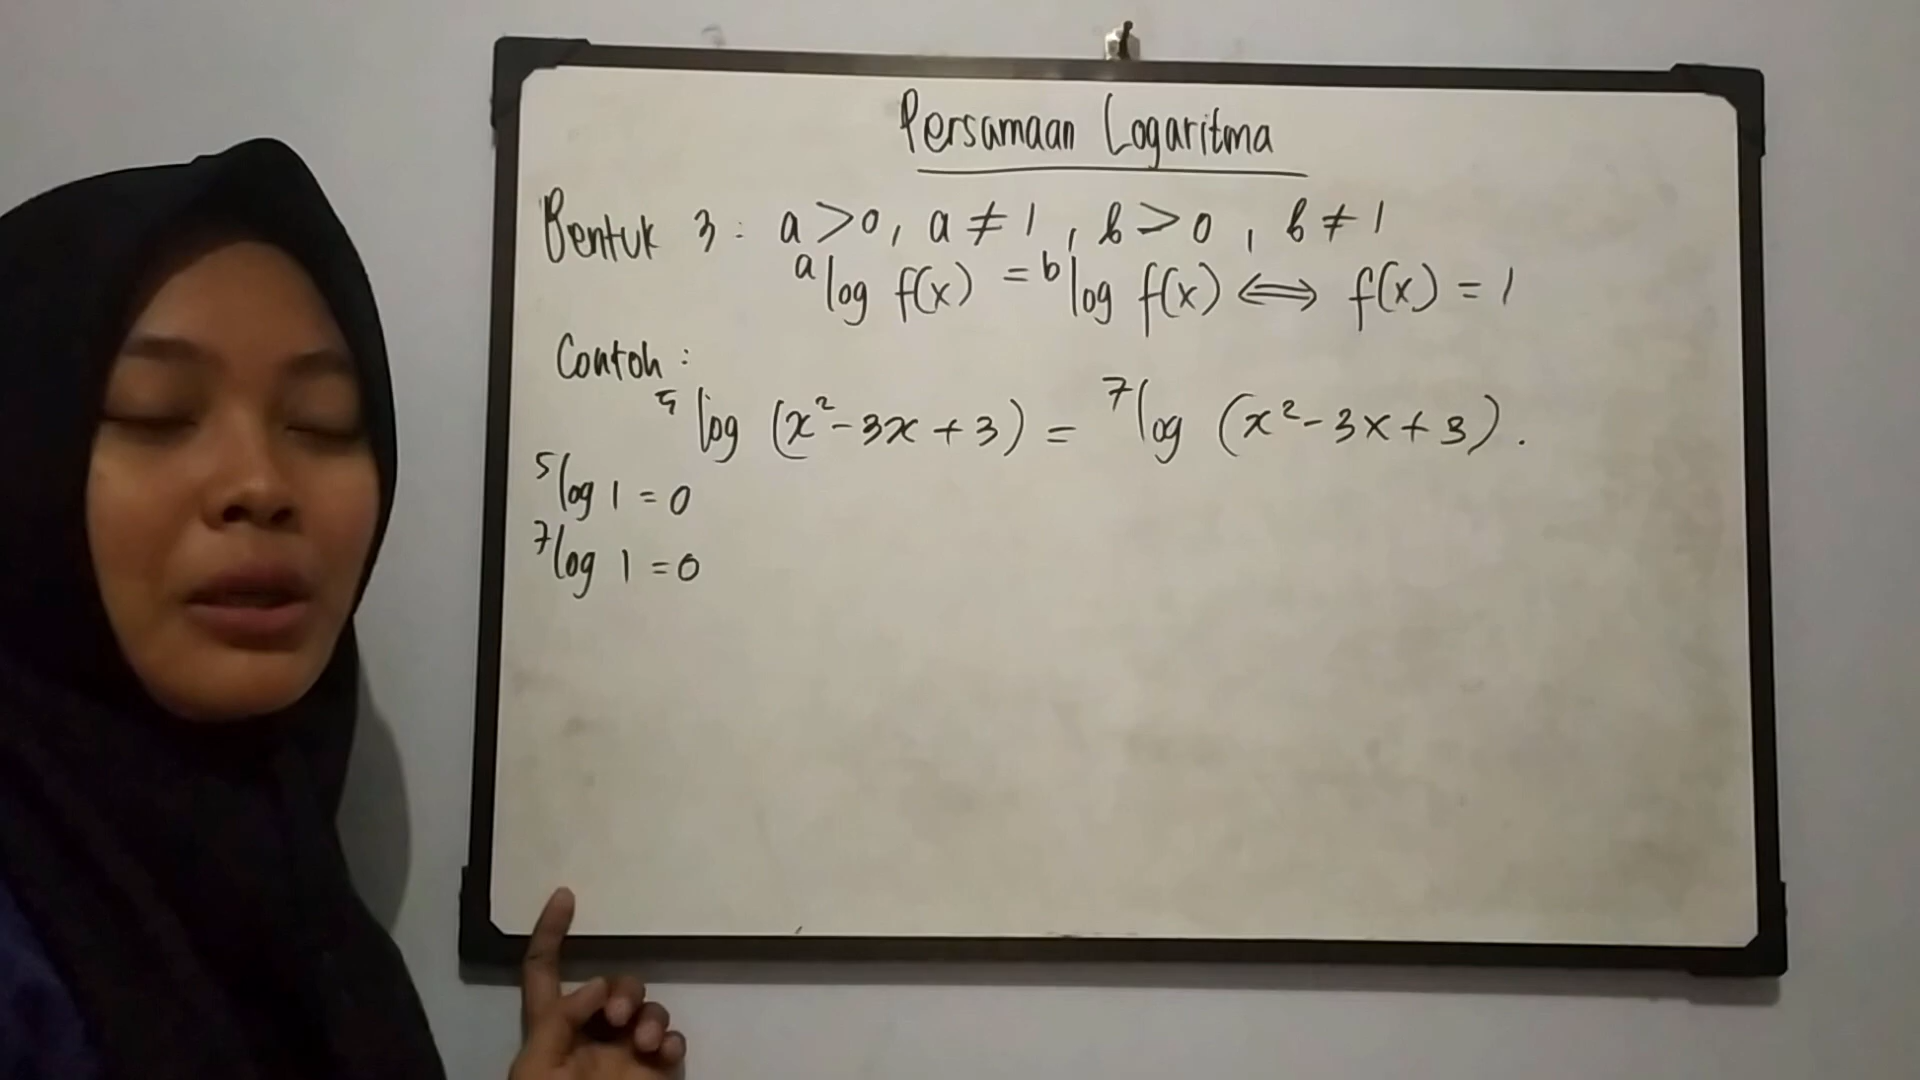 Persamaan Logaritma
Bentuk 3 : a > 0, a ≠ 1, b > 0, b ≠ 1
ᵃlog f(x) = ᵇlog f(x) ⟺ f(x) = 1
Contoh :
⁵log (x² - 3x + 3) = ⁷log (x² - 3x + 3).
⁵log 1 = 0
⁷log 1 = 0